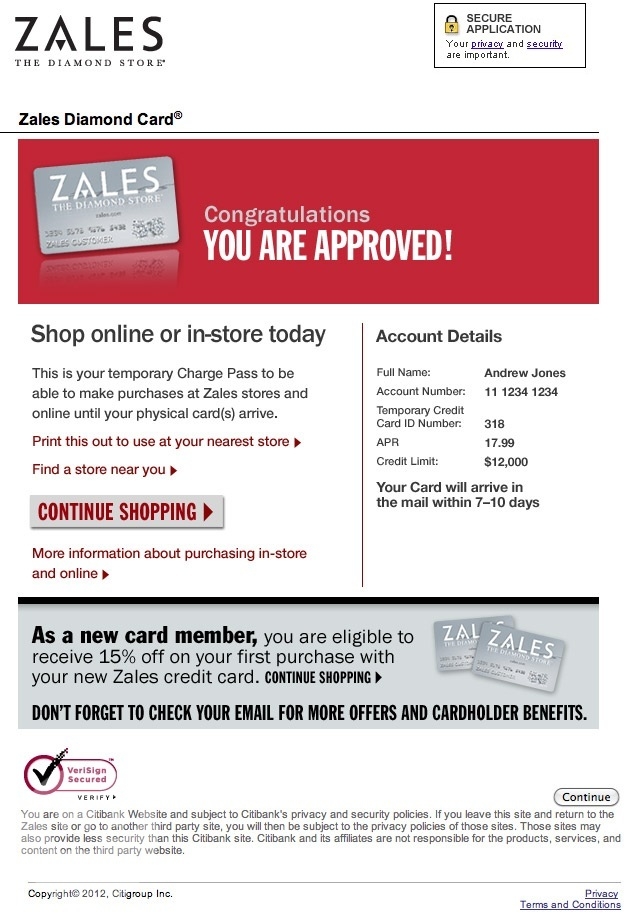 ZALES
THE DIAMOND STORE®
SECURE
APPLICATION
Your privacy and security
are important.
Zales Diamond Card®
ZALES
THE DIAMOND STORE
zales.com
ZALES CUSTOMER
Congratulations
YOU ARE APPROVED!
Shop online or in-store today
This is your temporary Charge Pass to be
able to make purchases at Zales stores and
online until your physical card(s) arrive.
Print this out to use at your nearest store
Find a store near you
CONTINUE SHOPPING
More information about purchasing in-store
and online
Account Details
Full Name: Andrew Jones
Account Number: 11 1234 1234
Temporary Credit
Card ID Number: 318
APR 17.99
Credit Limit: $12,000
Your Card will arrive in
the mail within 7–10 days
As a new card member, you are eligible to
receive 15% off on your first purchase with
your new Zales credit card. CONTINUE SHOPPING
ZAL
ZALES
THE DIAMOND STORE
DON'T FORGET TO CHECK YOUR EMAIL FOR MORE OFFERS AND CARDHOLDER BENEFITS.
VeriSign
Secured
VERIFY
Continue
You are on a Citibank Website and subject to Citibank's privacy and security policies. If you leave this site and return to the
Zales site or go to another third party site, you will then be subject to the privacy policies of those sites. Those sites may
also provide less security than this Citibank site. Citibank and its affiliates are not responsible for the products, services, and
content on the third party website.
Copyright© 2012, Citigroup Inc.
Privacy
Terms and Conditions